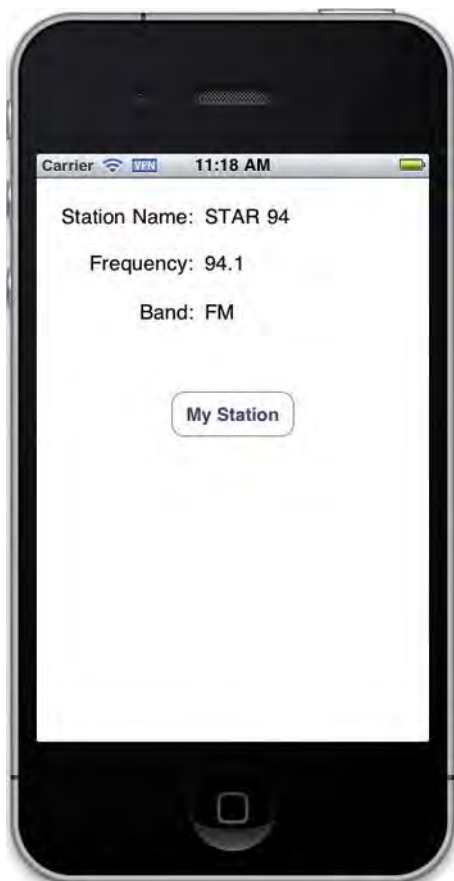 Carrier VPN 11:18 AM
Station Name: STAR 94
Frequency: 94.1
Band: FM
My Station